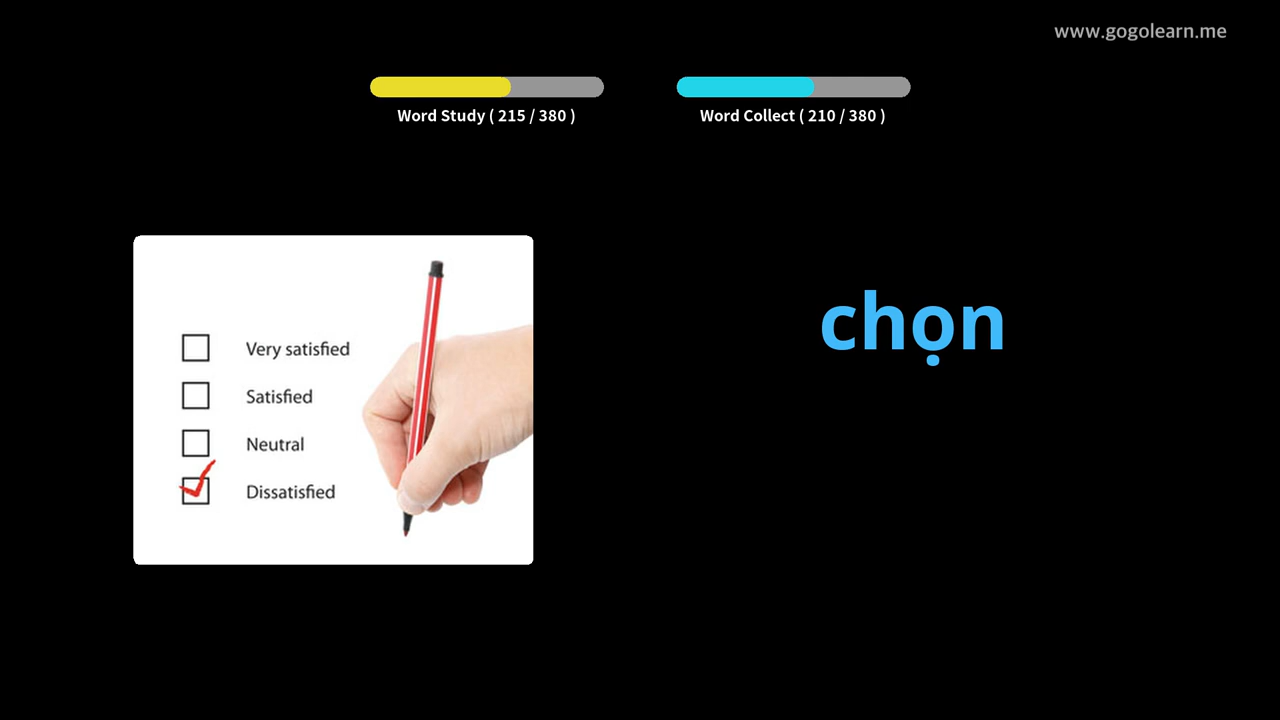 www.gogolearn.me
Word Study ( 215 / 380 )
Word Collect ( 210 / 380 )
Very satisfied
Satisfied
Neutral
Dissatisfied
chọn